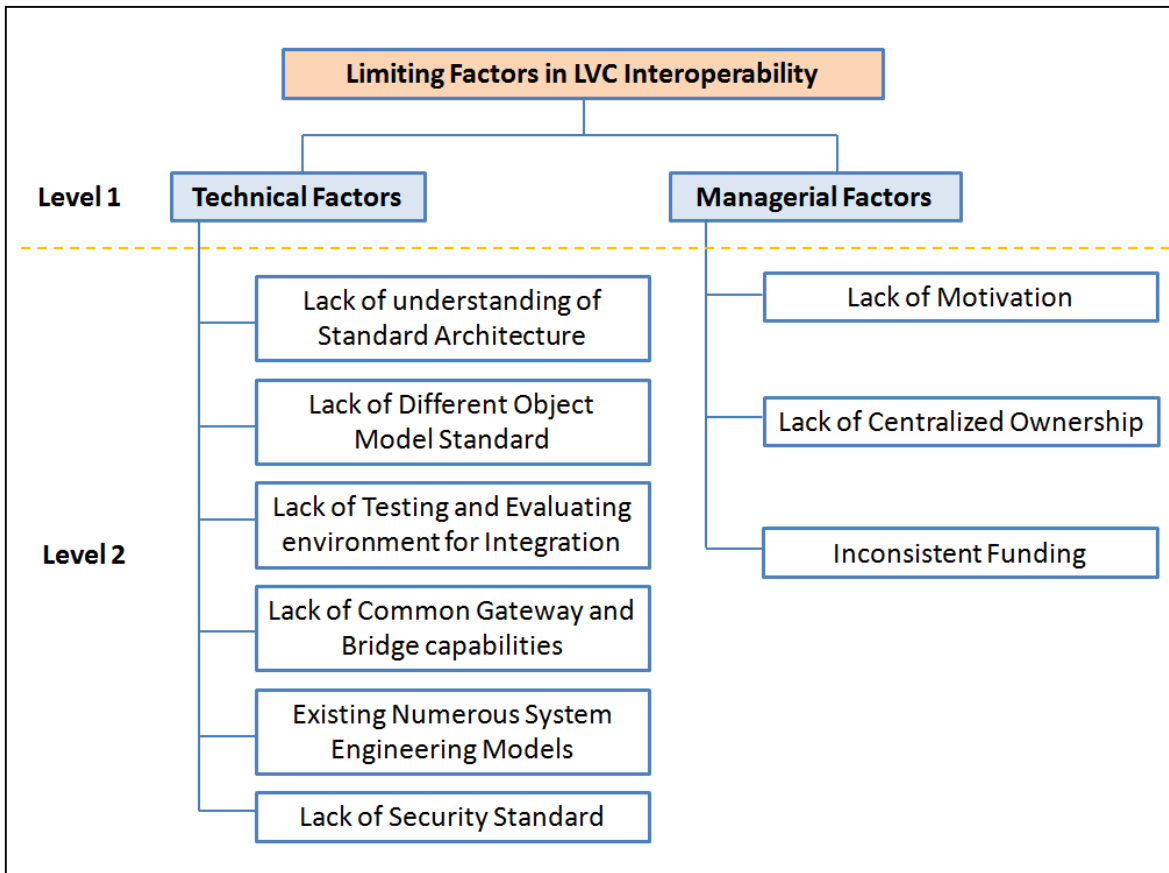 Limiting Factors in LVC Interoperability
Level 1
Technical Factors
Managerial Factors
Level 2
Lack of understanding of
Standard Architecture
Lack of Different Object
Model Standard
Lack of Testing and Evaluating
environment for Integration
Lack of Common Gateway and
Bridge capabilities
Existing Numerous System
Engineering Models
Lack of Security Standard
Lack of Motivation
Lack of Centralized Ownership
Inconsistent Funding